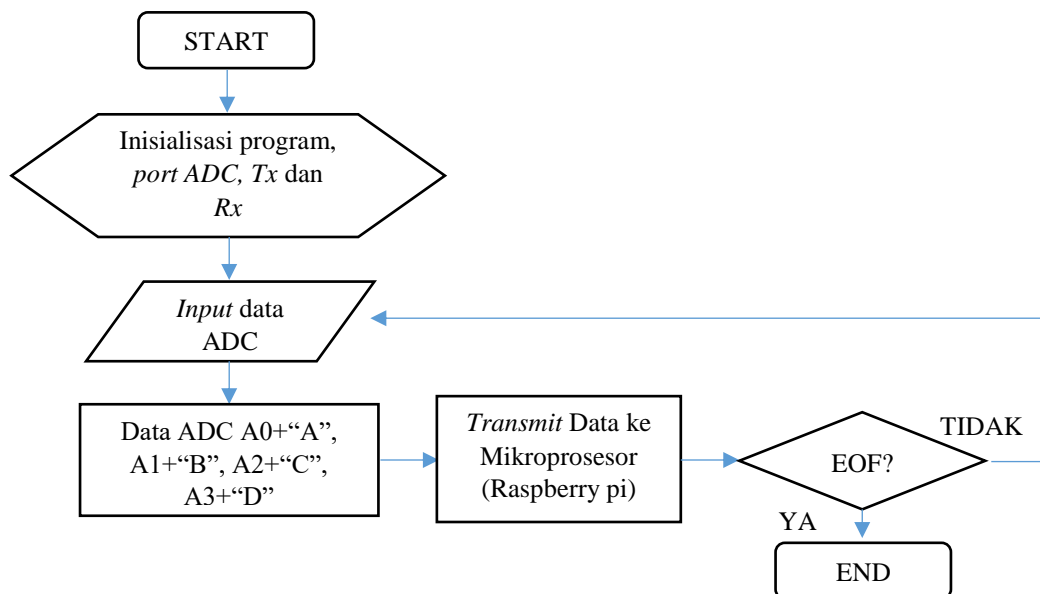 START
Inisialisasi program,
port ADC, Tx dan
Rx
Input data
ADC
Data ADC A0+“A”,
A1+“B”, A2+“C”,
A3+“D”
Transmit Data ke
Mikroprosesor
(Raspberry pi)
EOF?
TIDAK
YA
END